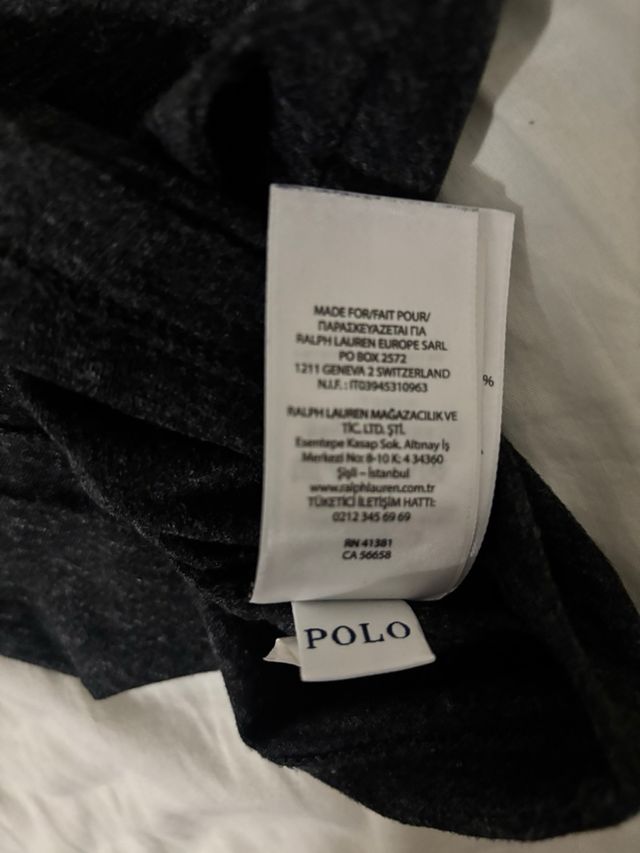 MADE FOR/FAIT POUR/
ΠΑΡΑΣΚΕΥΑΖΕΤΑΙ ΓΙΑ
RALPH LAUREN EUROPE SARL
PO BOX 2572
1211 GENEVA 2 SWITZERLAND
N.I.F. : IT03945310963
RALPH LAUREN MAĞAZACILIK VE
TİC. LTD. ŞTİ.
Esentepe Kasap Sok. Altınay İş
Merkezi No: 8-10 K: 4 34360
Şişli – İstanbul
www.ralphlauren.com.tr
TÜKETİCİ İLETİŞİM HATTI:
0212 345 69 69
RN 41381
CA 56658
%
POLO